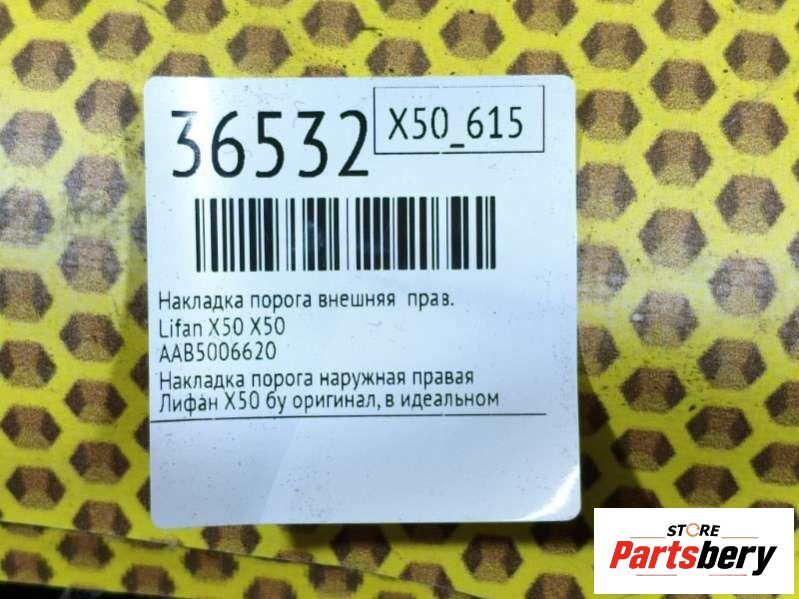 36532
X50_615
Накладка порога внешняя прав.
Lifan X50 X50
AAB5006620
Накладка порога наружная правая
Лифан X50 бу оригинал, в идеальном
STORE
Partsbery